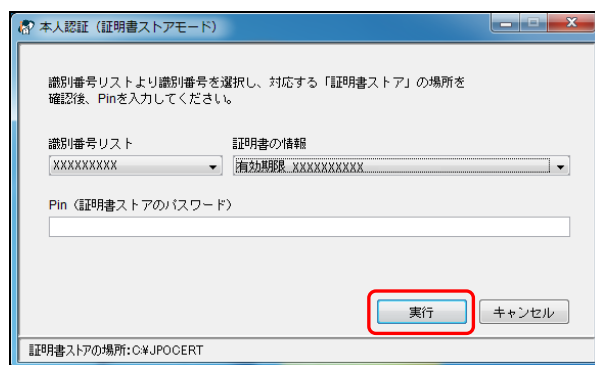 本人認証（証明書ストアモード）
識別番号リストより識別番号を選択し、対応する「証明書ストア」の場所を
確認後、Pinを入力してください。
識別番号リスト 証明書の情報
XXXXXXXXX 有効期限 XXXXXXXXXX
Pin（証明書ストアのパスワード）
実行 キャンセル
証明書ストアの場所:C¥JPOCERT